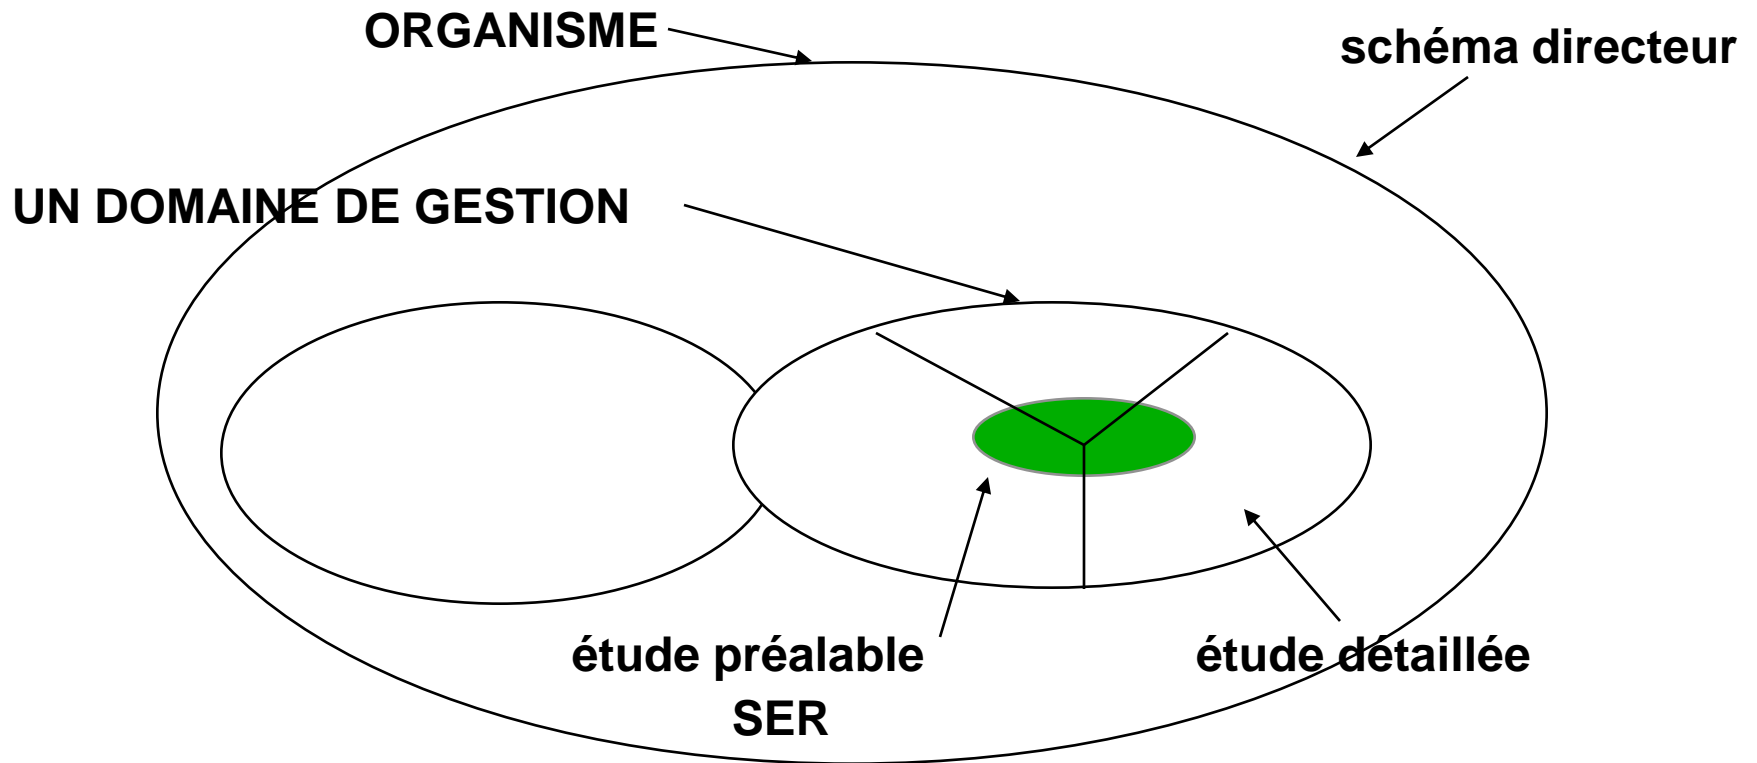 ORGANISME
schéma directeur
UN DOMAINE DE GESTION
étude préalable
SER
étude détaillée